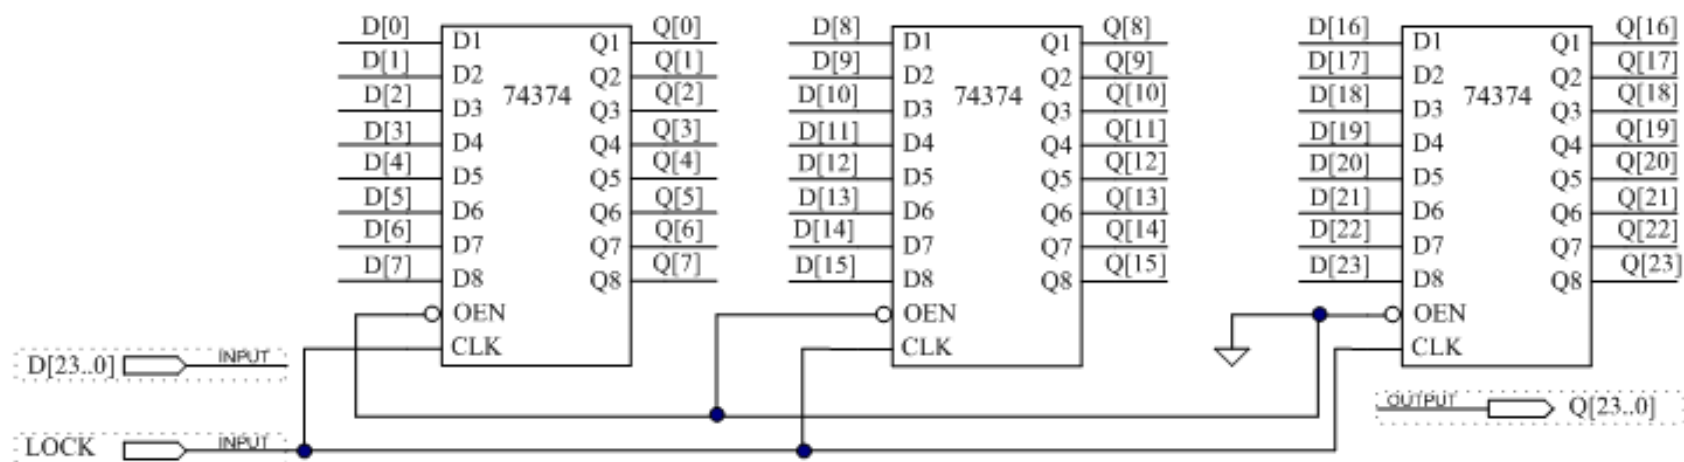 D[0] Q[0] D[8] Q[8] D[16] Q[16]
D1 Q1 D1 Q1 D1 Q1
D[1] Q[1] D[9] Q[9] D[17] Q[17]
D2 Q2 D2 Q2 D2 Q2
D[2] 74374 Q[2] D[10] 74374 Q[10] D[18] 74374 Q[18]
D3 Q3 D3 Q3 D3 Q3
D[3] Q[3] D[11] Q[11] D[19] Q[19]
D4 Q4 D4 Q4 D4 Q4
D[4] Q[4] D[12] Q[12] D[20] Q[20]
D5 Q5 D5 Q5 D5 Q5
D[5] Q[5] D[13] Q[13] D[21] Q[21]
D6 Q6 D6 Q6 D6 Q6
D[6] Q[6] D[14] Q[14] D[22] Q[22]
D7 Q7 D7 Q7 D7 Q7
D[7] Q[7] D[15] Q[15] D[23] Q[23]
D8 Q8 D8 Q8 D8 Q8
OEN OEN OEN
CLK CLK CLK
D[23..0] INPUT
OUTPUT Q[23..0]
LOCK INPUT